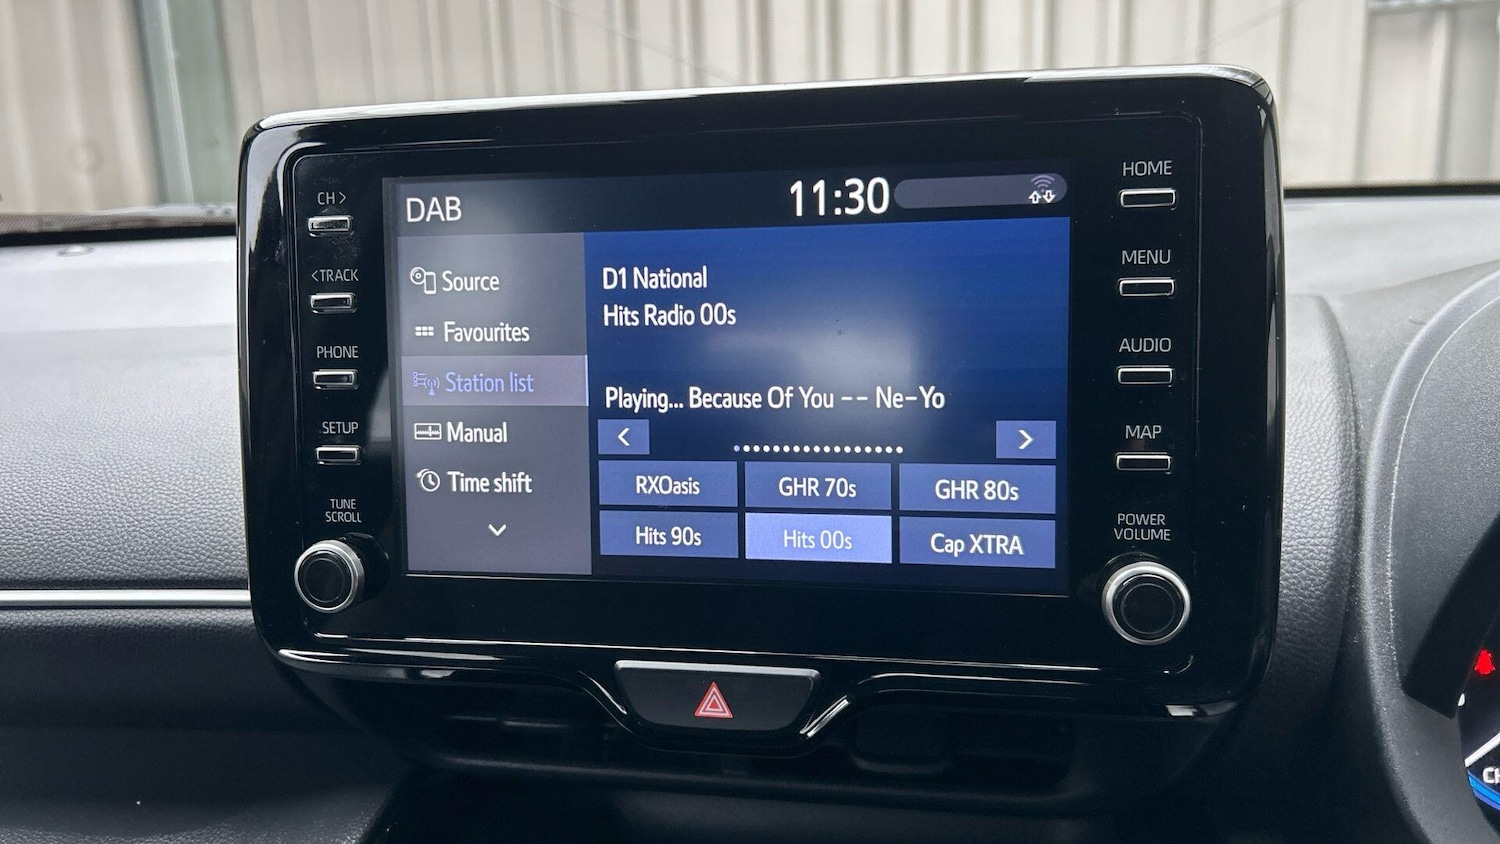 CH >
<TRACK
PHONE
SETUP
TUNE
SCROLL
DAB
11:30
Source
Favourites
Station list
Manual
Time shift
D1 National
Hits Radio 00s
Playing... Because Of You -- Ne-Yo
< >
RXOasis GHR 70s GHR 80s
Hits 90s Hits 00s Cap XTRA
HOME
MENU
AUDIO
MAP
POWER
VOLUME